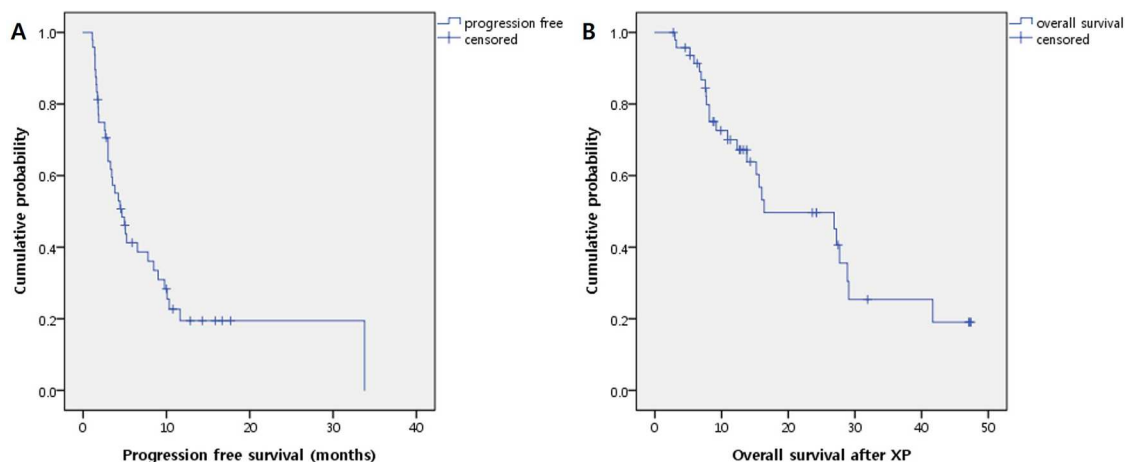 A
progression free
censored
Cumulative probability
1.0
0.8
0.6
0.4
0.2
0.0
0
10
20
30
40
Progression free survival (months)
B
overall survival
censored
Cumulative probability
1.0
0.8
0.6
0.4
0.2
0.0
0
10
20
30
40
50
Overall survival after XP